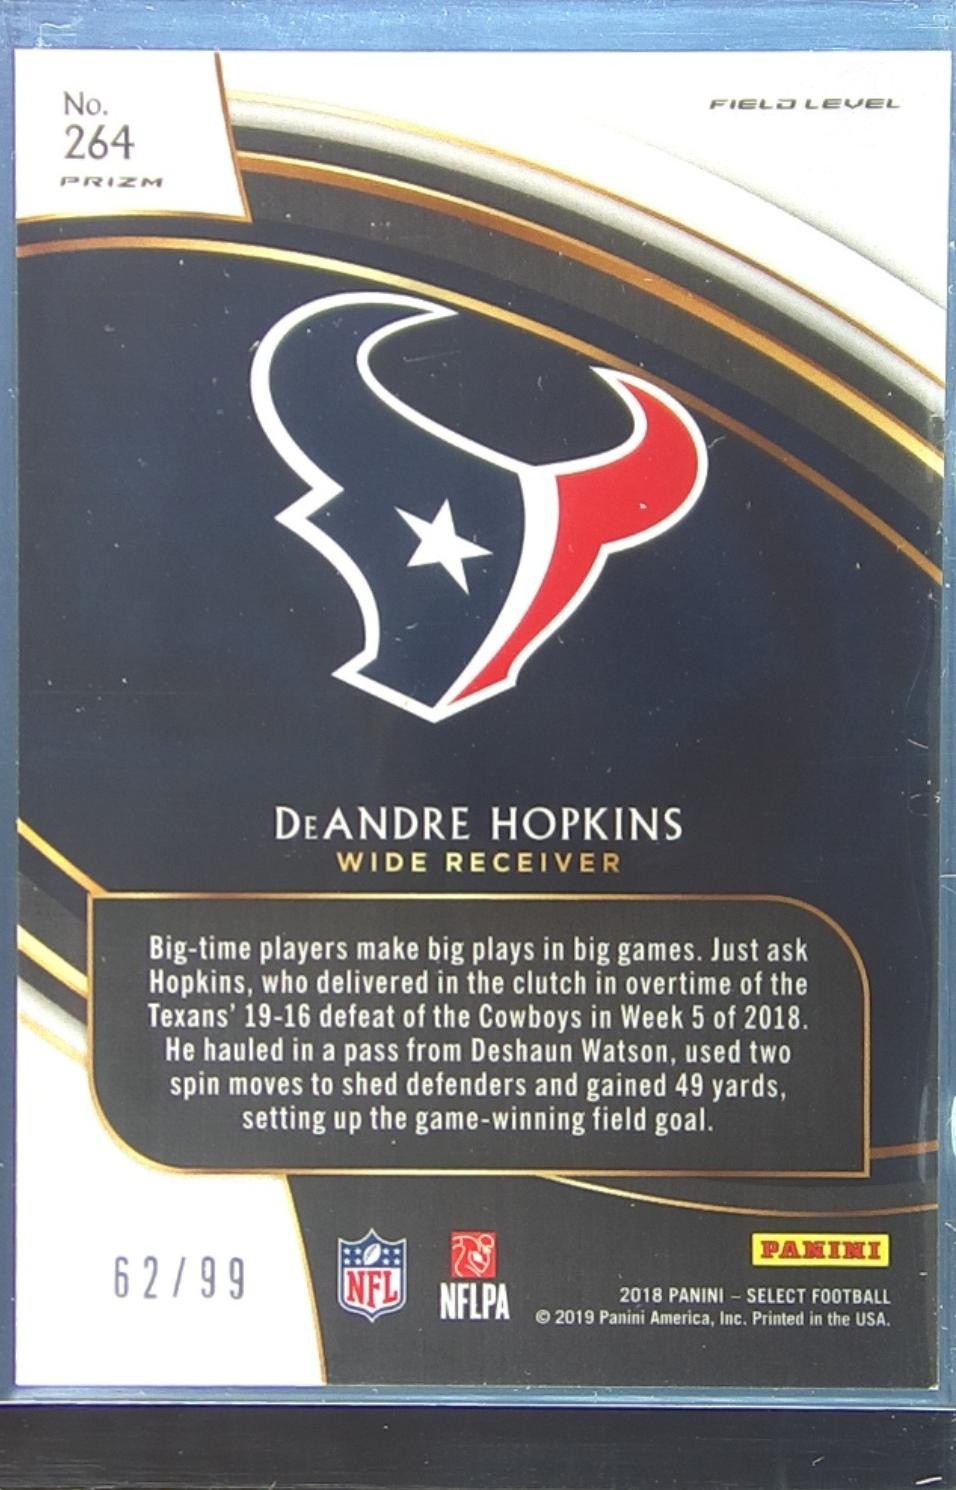 No.
264
PRIZM
FIELD LEVEL
DeANDRE HOPKINS
WIDE RECEIVER
Big-time players make big plays in big games. Just ask
Hopkins, who delivered in the clutch in overtime of the
Texans' 19-16 defeat of the Cowboys in Week 5 of 2018.
He hauled in a pass from Deshaun Watson, used two
spin moves to shed defenders and gained 49 yards,
setting up the game-winning field goal.
62/99
NFL
NFLPA
PANINI
2018 PANINI – SELECT FOOTBALL
© 2019 Panini America, Inc. Printed in the USA.